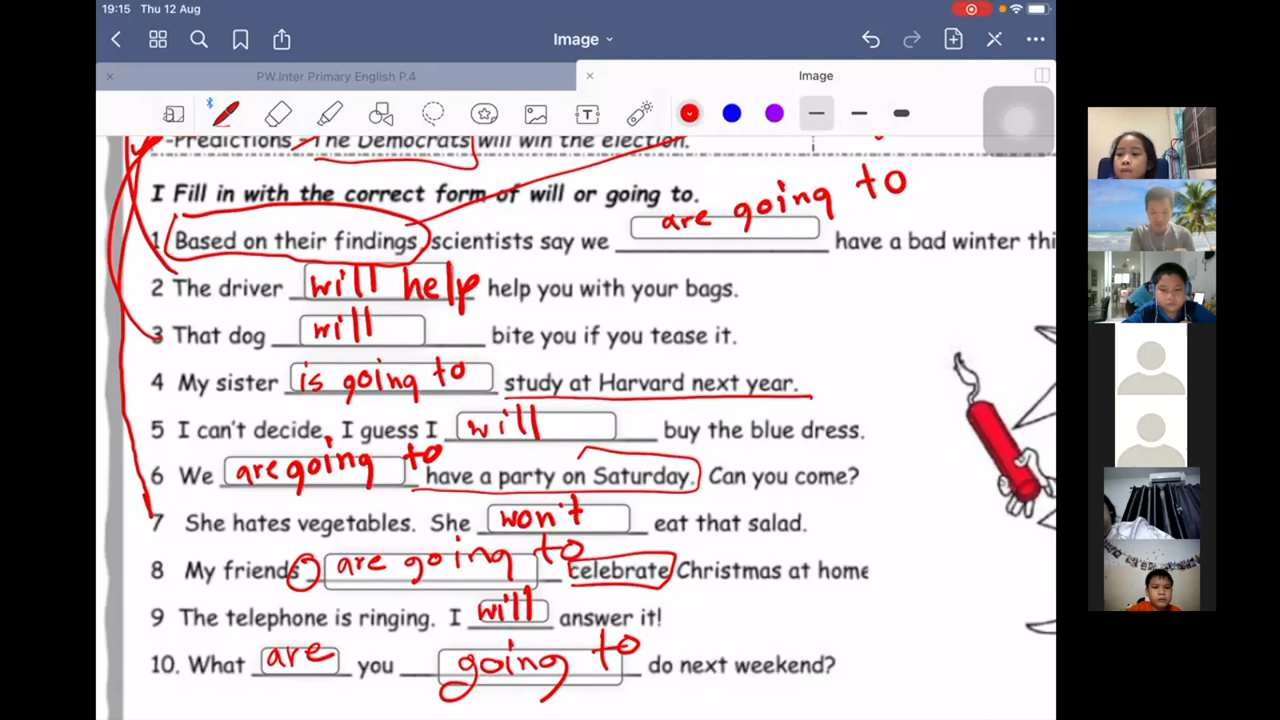 19:15 Thu 12 Aug
Image
PW.Inter Primary English P.4
Image
-Predictions - The Democrats will win the election.
I Fill in with the correct form of will or going to.
1 Based on their findings, scientists say we are going to have a bad winter thi
2 The driver will help help you with your bags.
3 That dog will bite you if you tease it.
4 My sister is going to study at Harvard next year.
5 I can't decide, I guess I will buy the blue dress.
6 We are going to have a party on Saturday. Can you come?
7 She hates vegetables. She won't eat that salad.
8 My friends are going to celebrate Christmas at home
9 The telephone is ringing. I will answer it!
10. What are you going to do next weekend?